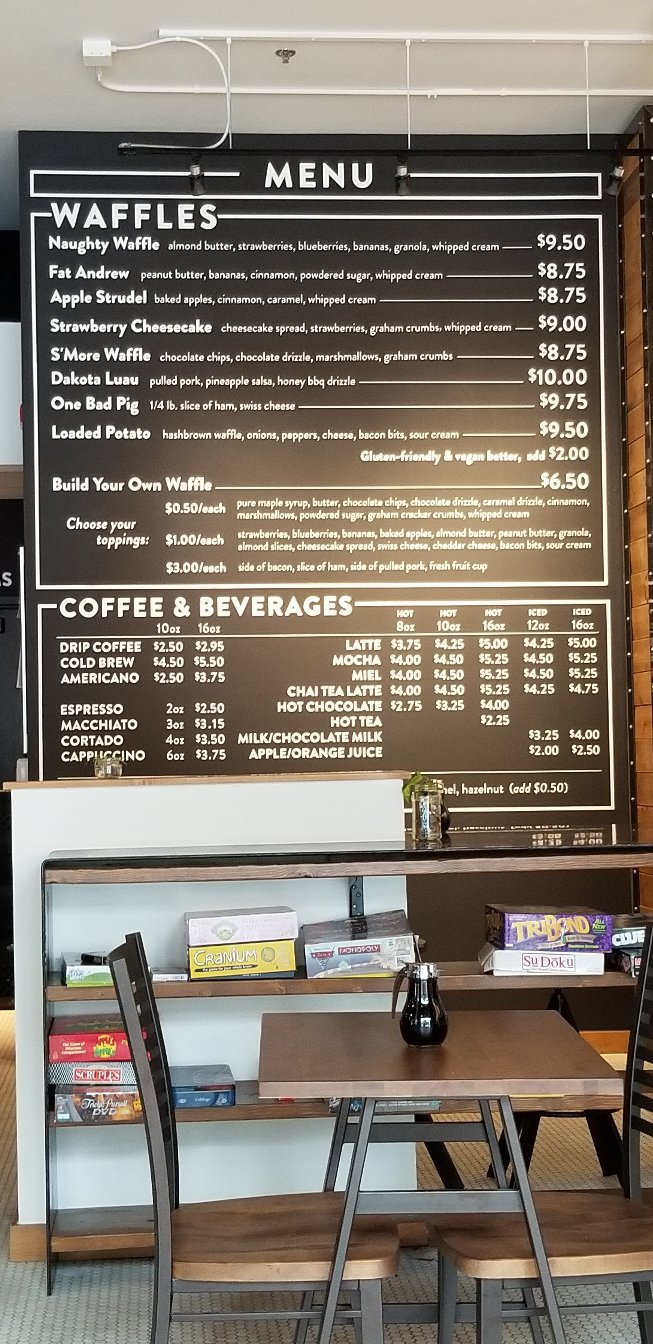 MENU
WAFFLES
Naughty Waffle almond butter, strawberries, blueberries, bananas, granola, whipped cream $9.50
Fat Andrew peanut butter, bananas, cinnamon, powdered sugar, whipped cream $8.75
Apple Strudel baked apples, cinnamon, caramel, whipped cream $8.75
Strawberry Cheesecake cheesecake spread, strawberries, graham crumbs, whipped cream $9.00
S'More Waffle chocolate chips, chocolate drizzle, marshmallows, graham crumbs $8.75
Dakota Luau pulled pork, pineapple salsa, honey bbq drizzle $10.00
One Bad Pig 1/4 lb. slice of ham, swiss cheese $9.75
Loaded Potato hashbrown waffle, onions, peppers, cheese, bacon bits, sour cream $9.50
Gluten-friendly & vegan batter, add $2.00
Build Your Own Waffle $6.50
Choose your toppings:
$0.50/each pure maple syrup, butter, chocolate chips, chocolate drizzle, caramel drizzle, cinnamon,
marshmallows, powdered sugar, graham cracker crumbs, whipped cream
$1.00/each strawberries, blueberries, bananas, baked apples, almond butter, peanut butter, granola,
almond slices, cheesecake spread, swiss cheese, cheddar cheese, bacon bits, sour cream
$3.00/each side of bacon, slice of ham, side of pulled pork, fresh fruit cup
COFFEE & BEVERAGES
10oz 16oz
DRIP COFFEE $2.50 $2.95
COLD BREW $4.50 $5.50
AMERICANO $2.50 $3.75
ESPRESSO 2oz $2.50
MACCHIATO 3oz $3.15
CORTADO 4oz $3.50
CAPPUCCINO 6oz $3.75
HOT HOT HOT ICED ICED
8oz 10oz 16oz 12oz 16oz
LATTE $3.75 $4.25 $5.00 $4.25 $5.00
MOCHA $4.00 $4.50 $5.25 $4.50 $5.25
MIEL $4.00 $4.50 $5.25 $4.50 $5.25
CHAI TEA LATTE $4.00 $4.50 $5.25 $4.25 $4.75
HOT CHOCOLATE $2.75 $3.25 $4.00
HOT TEA $2.25
MILK/CHOCOLATE MILK $3.25 $4.00
APPLE/ORANGE JUICE $2.00 $2.50
hazelnut (add $0.50)
CRANIUM
MONOPOLY
TRIBOND
CLUE
SuDoku
SCRUPLES
Trivial Pursuit
DVD
Cribbage